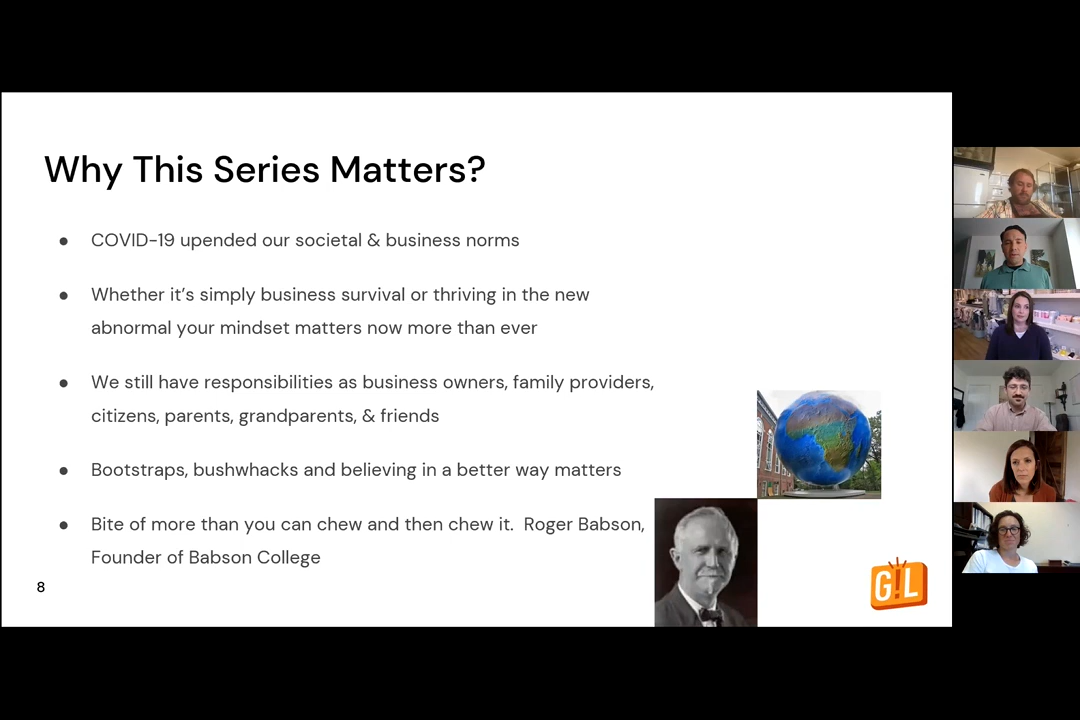 Why This Series Matters?
● COVID-19 upended our societal & business norms
● Whether it’s simply business survival or thriving in the new
abnormal your mindset matters now more than ever
● We still have responsibilities as business owners, family providers,
citizens, parents, grandparents, & friends
● Bootstraps, bushwhacks and believing in a better way matters
● Bite of more than you can chew and then chew it.  Roger Babson,
Founder of Babson College
8
G!L